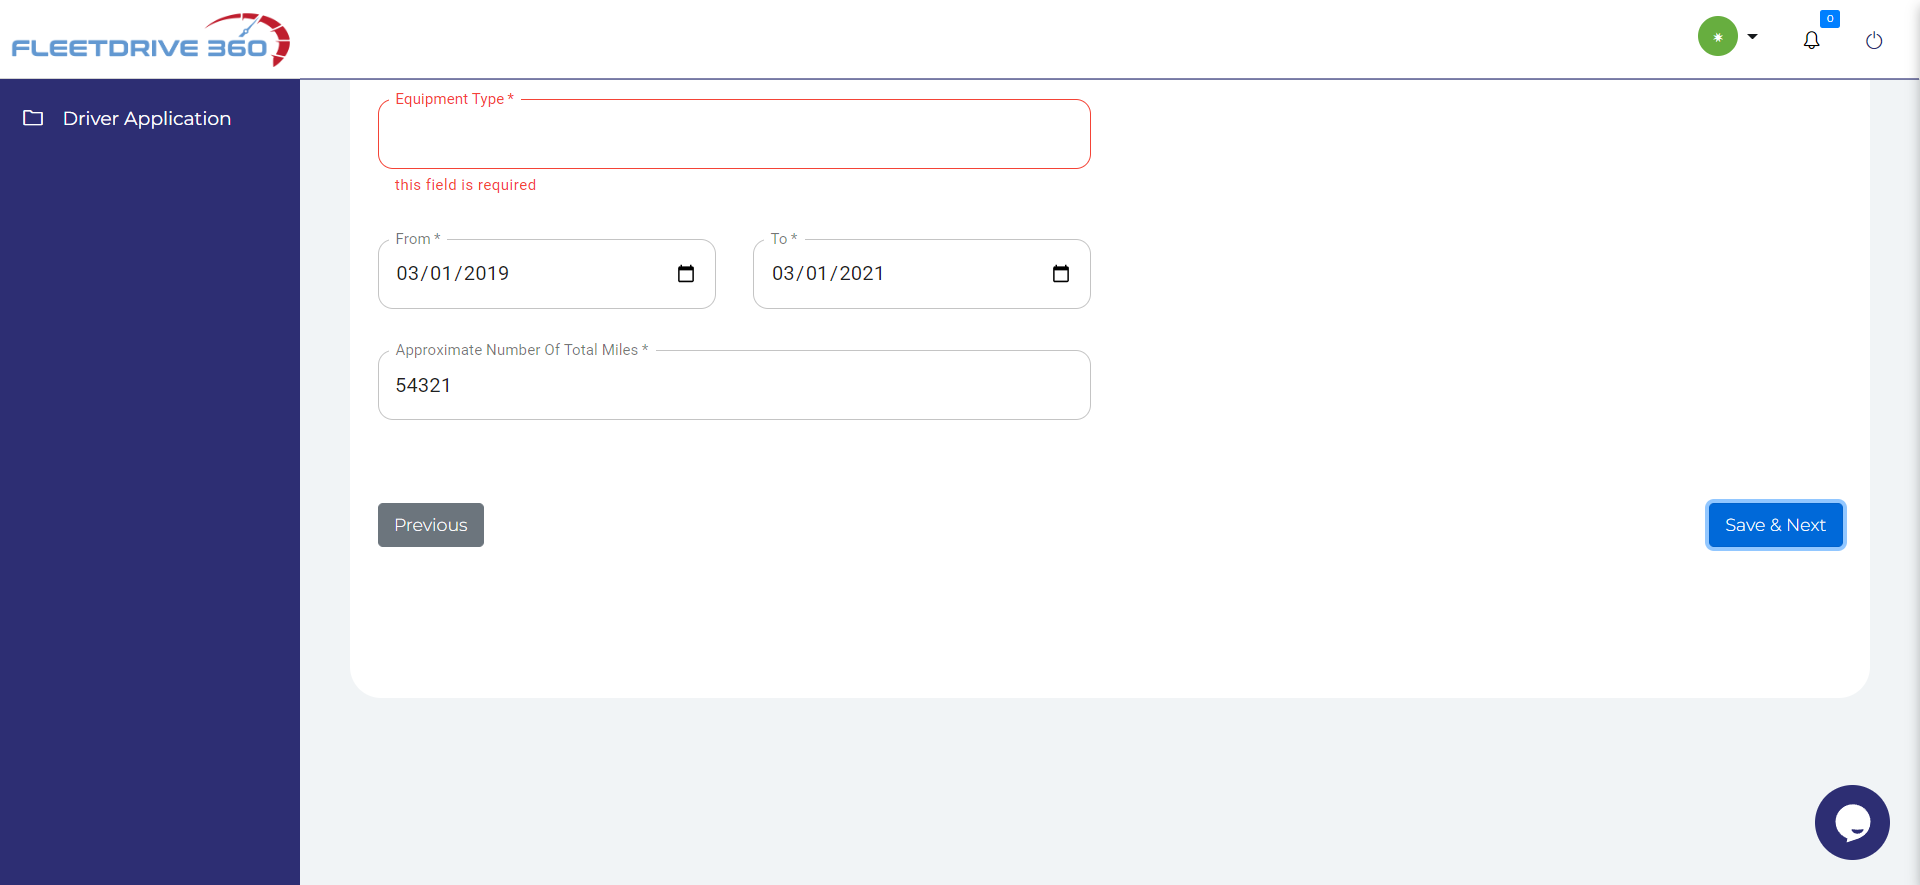 FLEETDRIVE 360
0
Driver Application
Equipment Type *
this field is required
From *
To *
03/01/2019
03/01/2021
Approximate Number Of Total Miles *
54321
Previous
Save & Next